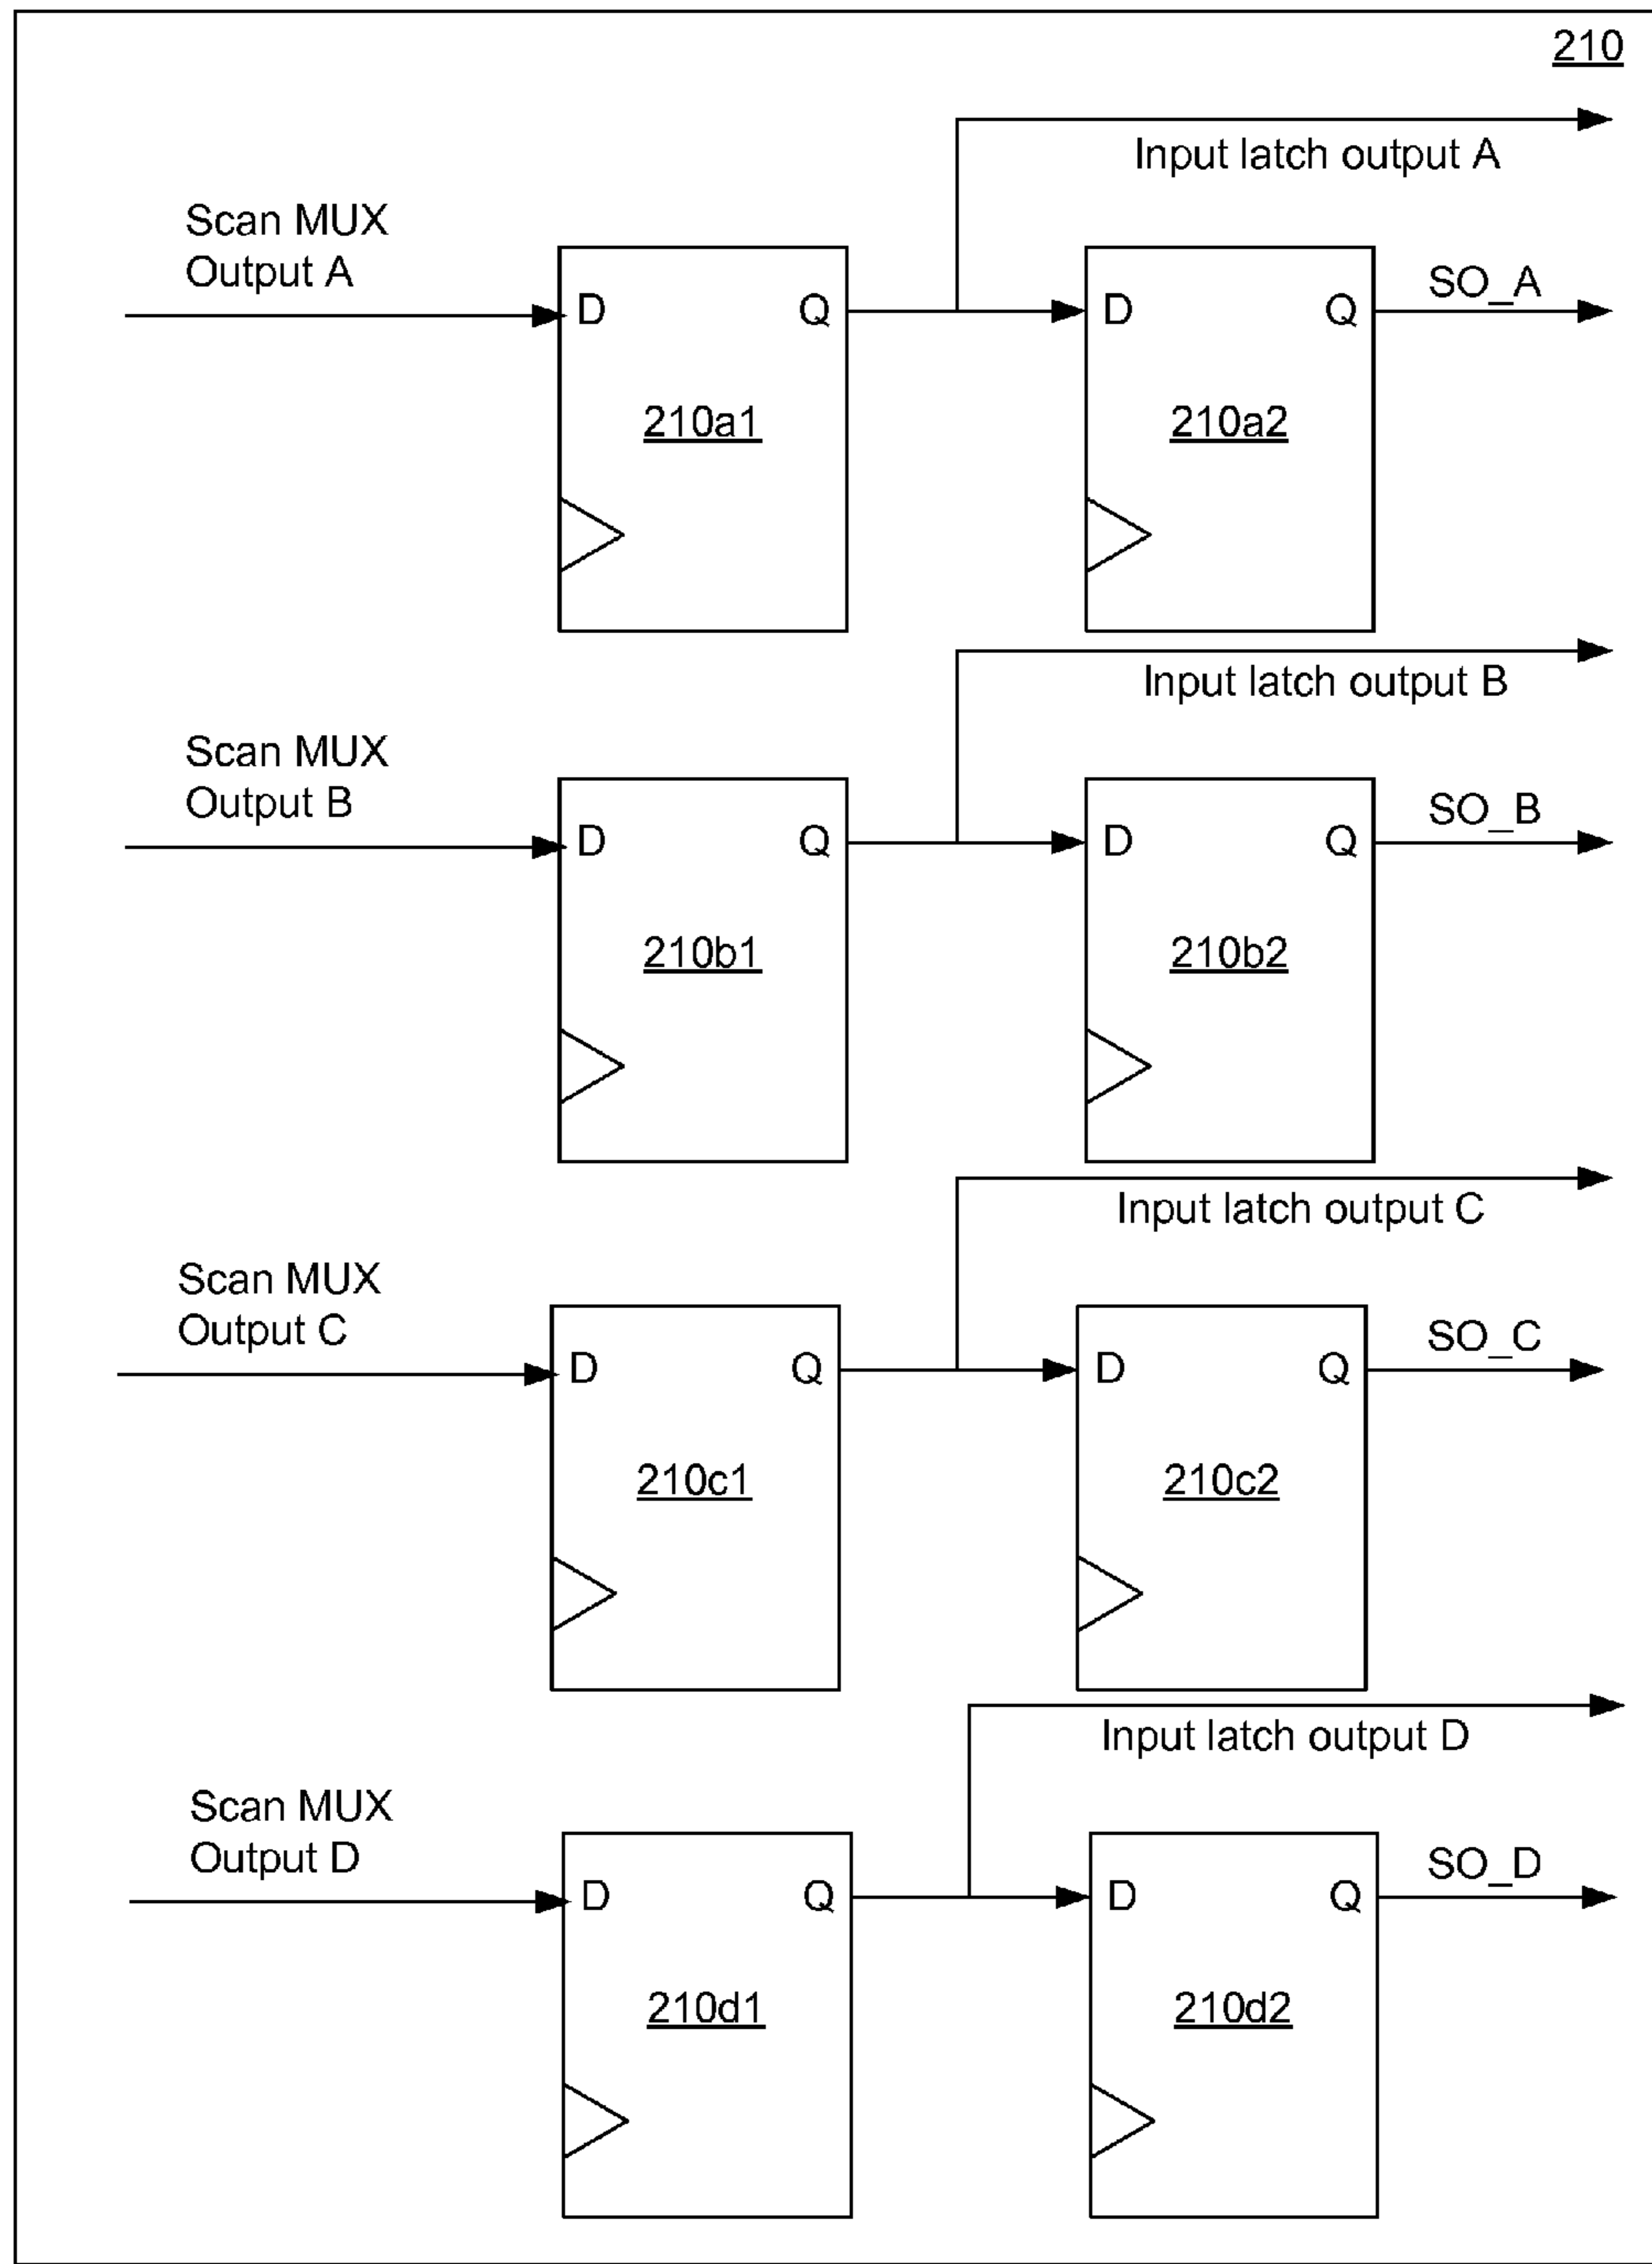 210
Input latch output A
Scan MUX
Output A
SO_A
D Q D Q
210a1 210a2
Input latch output B
Scan MUX
Output B
SO_B
D Q D Q
210b1 210b2
Input latch output C
Scan MUX
Output C
SO_C
D Q D Q
210c1 210c2
Input latch output D
Scan MUX
Output D
SO_D
D Q D Q
210d1 210d2